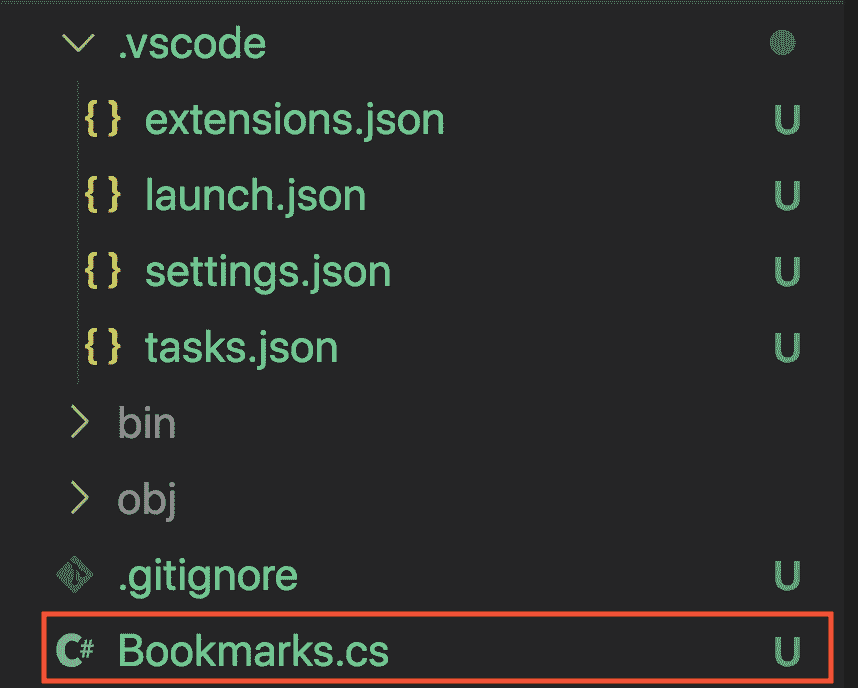 .vscode
{ } extensions.json U
{ } launch.json U
{ } settings.json U
{ } tasks.json U
bin
obj
.gitignore U
C# Bookmarks.cs U